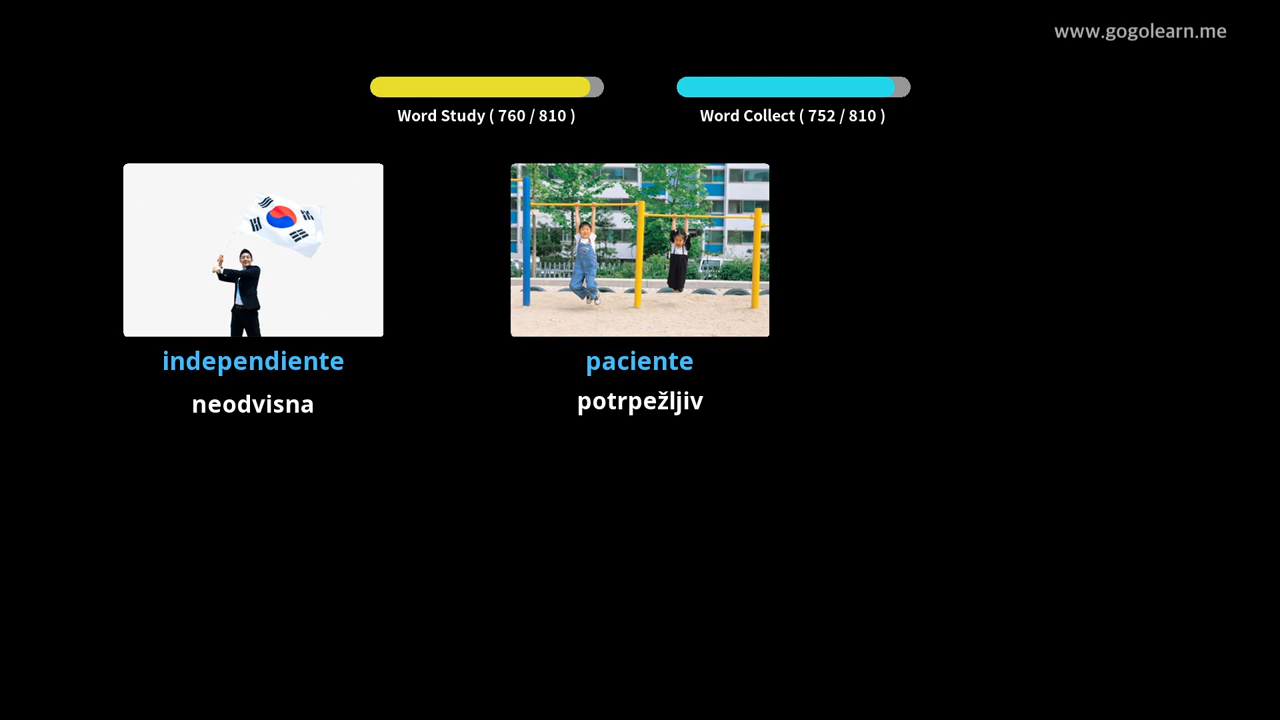 www.gogolearn.me
Word Study ( 760 / 810 )
Word Collect ( 752 / 810 )
independiente
neodvisna
paciente
potrpežljiv